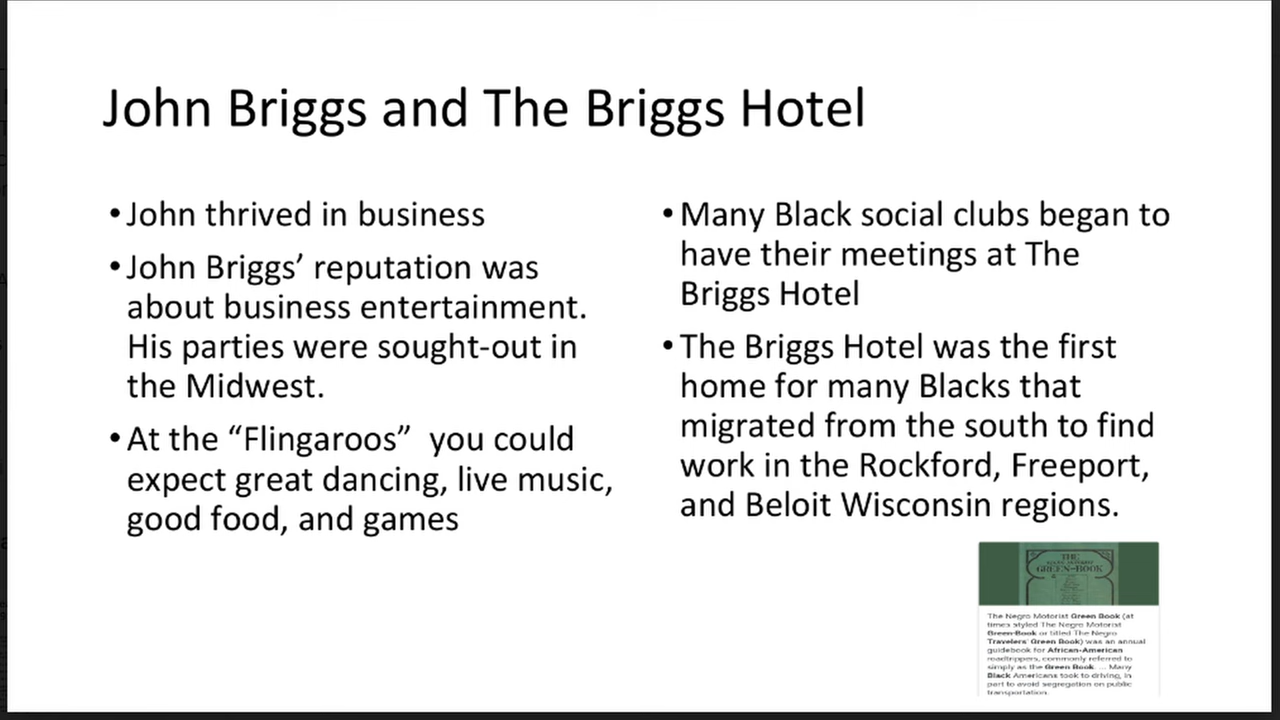 John Briggs and The Briggs Hotel
•John thrived in business
•John Briggs’ reputation was
about business entertainment.
His parties were sought-out in
the Midwest.
•At the “Flingaroos”  you could
expect great dancing, live music,
good food, and games
•Many Black social clubs began to
have their meetings at The
Briggs Hotel
•The Briggs Hotel was the first
home for many Blacks that
migrated from the south to find
work in the Rockford, Freeport,
and Beloit Wisconsin regions.
THE
GREEN-BOOK
The Negro Motorist Green Book (at
times styled The Negro Motorist
Green-Book or titled The Negro
Travelers' Green Book) was an annual
guidebook for African-American
roadtrippers, commonly referred to
simply as the Green Book. ... Many
Black Americans took to driving, in
part to avoid segregation on public
transportation.